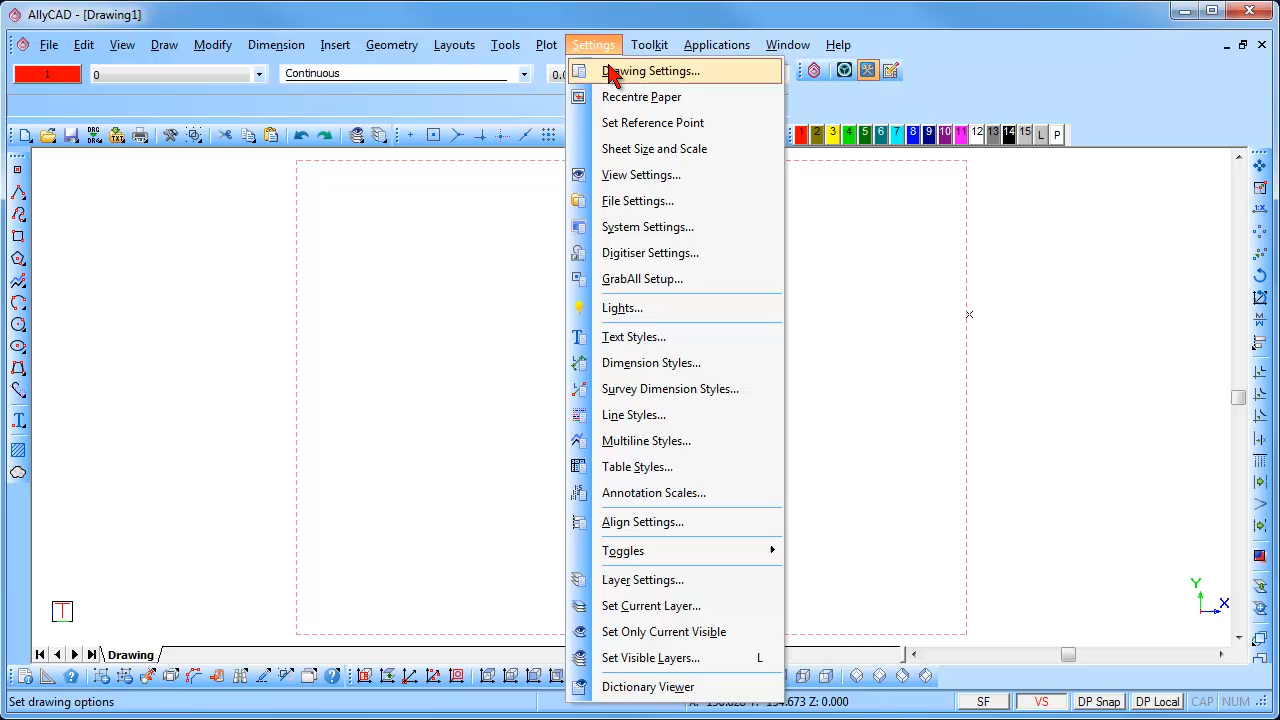 AllyCAD - [Drawing1]
File Edit View Draw Modify Dimension Insert Geometry Layouts Tools Plot Settings Toolkit Applications Window Help
1 0 Continuous 0.0
Drawing Settings...
Recentre Paper
Set Reference Point
DRG TXT 1 2 3 4 5 6 7 8 9 10 11 12 13 14 15 L P
Sheet Size and Scale
View Settings...
File Settings...
System Settings...
Digitiser Settings...
GrabAll Setup...
Lights...
Text Styles...
Dimension Styles...
Survey Dimension Styles...
Line Styles...
Multiline Styles...
Table Styles...
Annotation Scales...
Align Settings...
Toggles
Layer Settings...
Set Current Layer...
Set Only Current Visible
Set Visible Layers... L
Dictionary Viewer
Y
X
T
Drawing
Set drawing options
Z: 0.000 SF VS DP Snap DP Local CAP NUM